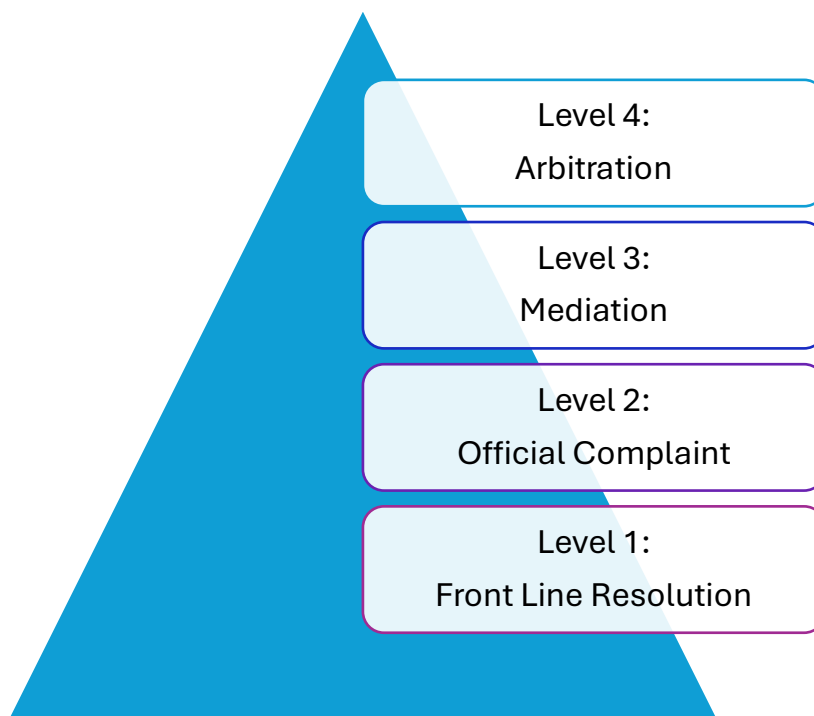 Level 4:
Arbitration
Level 3:
Mediation
Level 2:
Official Complaint
Level 1:
Front Line Resolution